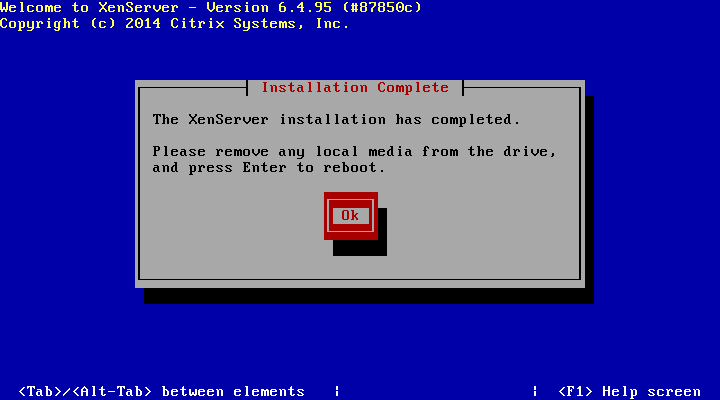 Welcome to XenServer - Version 6.4.95 (#87850c)
Copyright (c) 2014 Citrix Systems, Inc.
Installation Complete
The XenServer installation has completed.
Please remove any local media from the drive,
and press Enter to reboot.
Ok
<Tab>/<Alt-Tab> between elements | | <F1> Help screen